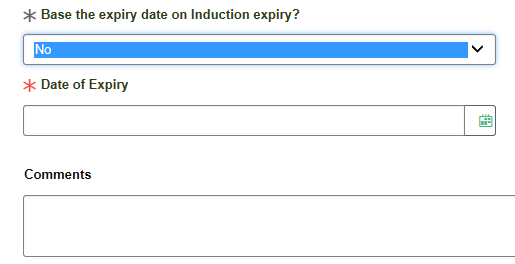 * Base the expiry date on Induction expiry?
No
* Date of Expiry
Comments